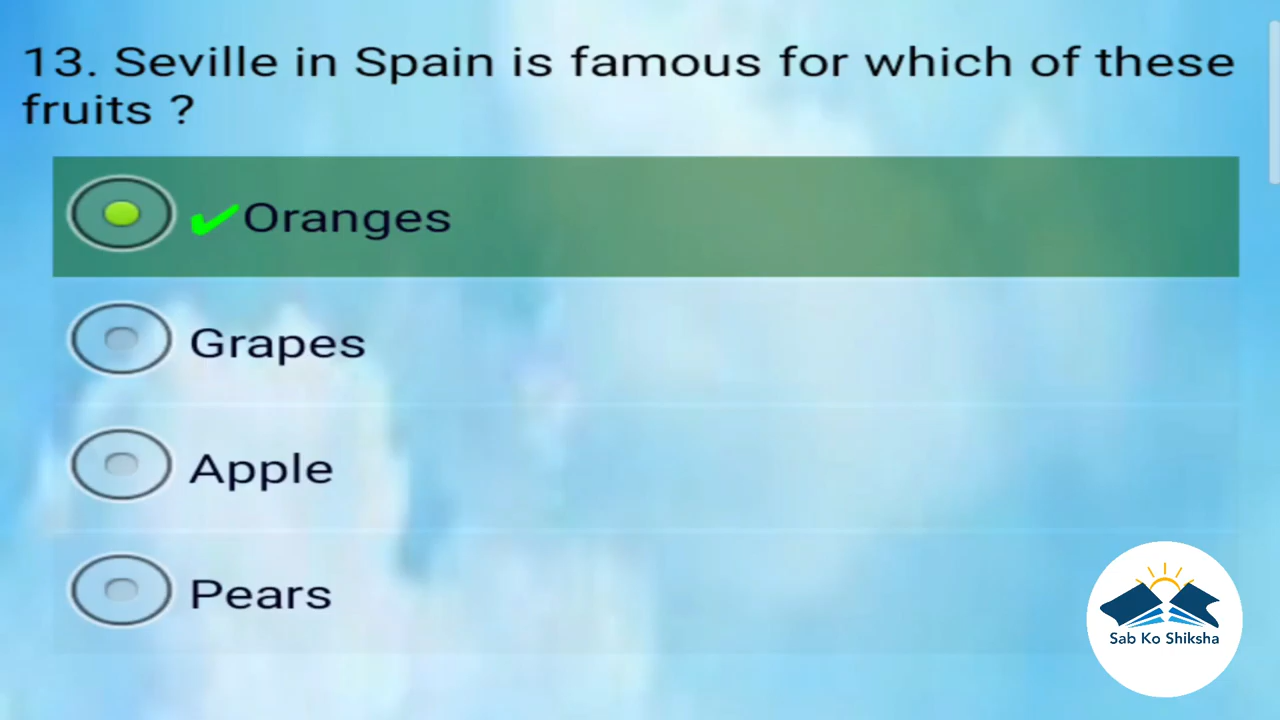 13. Seville in Spain is famous for which of these
fruits ?
✔Oranges
Grapes
Apple
Pears
Sab Ko Shiksha